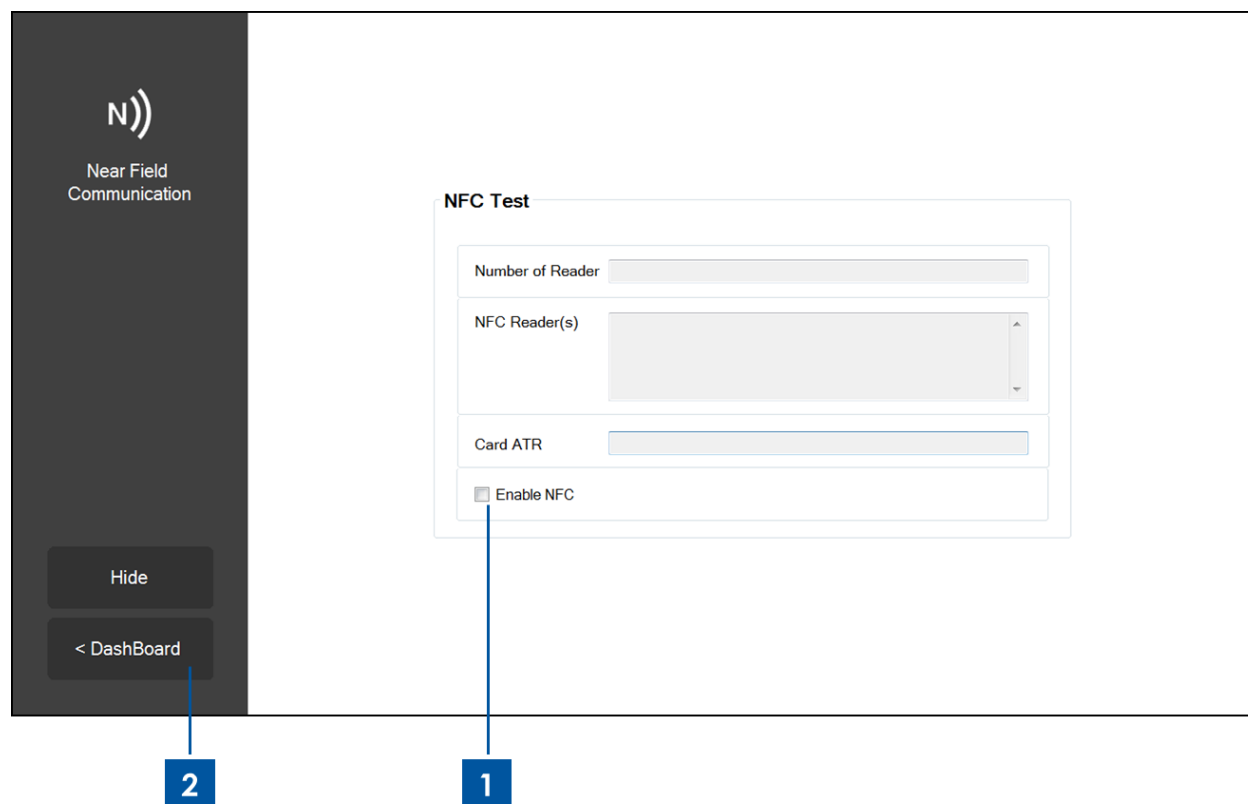 N
Near Field
Communication
NFC Test
Number of Reader
NFC Reader(s)
Card ATR
Enable NFC
Hide
< DashBoard
2
1